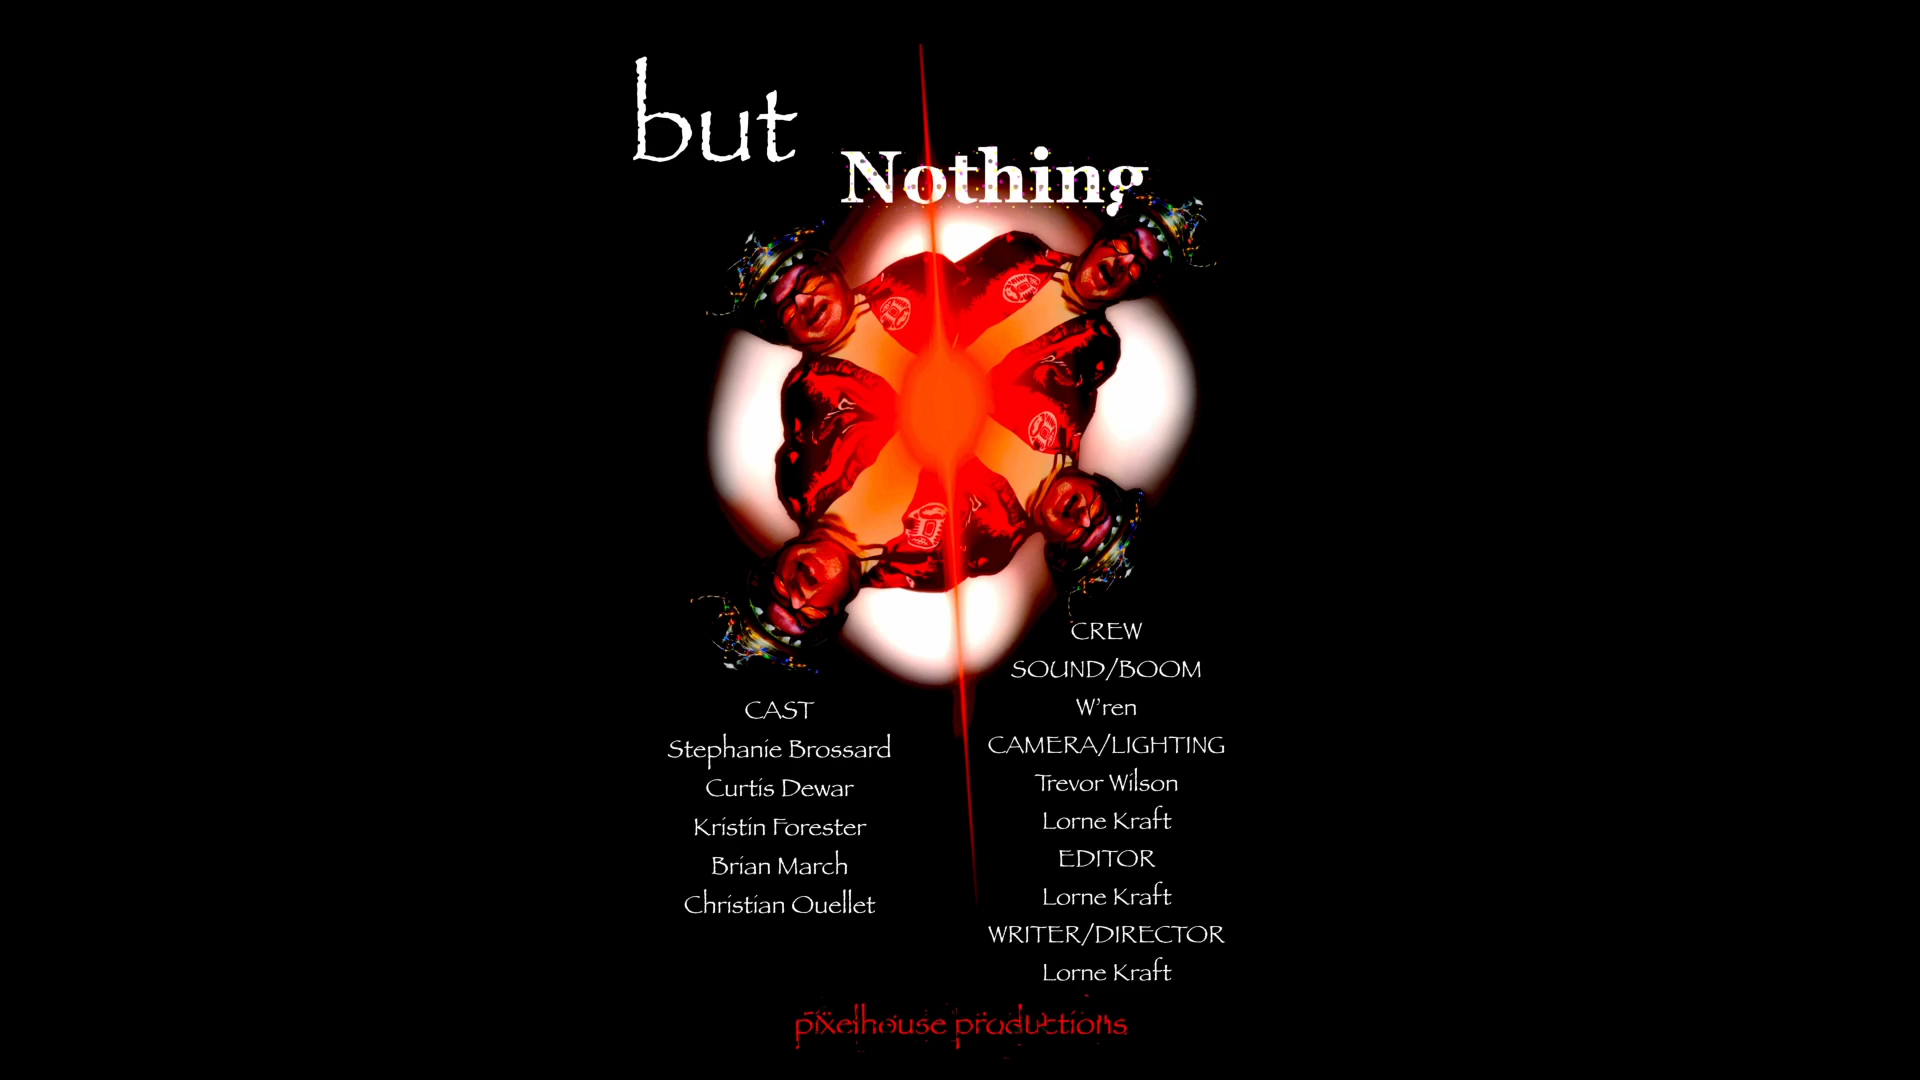 but
Nothing
CAST
Stephanie Brossard
Curtis Dewar
Kristin Forester
Brian March
Christian Ouellet
CREW
SOUND/BOOM
W'ren
CAMERA/LIGHTING
Trevor Wilson
Lorne Kraft
EDITOR
Lorne Kraft
WRITER/DIRECTOR
Lorne Kraft
pixelhouse productions